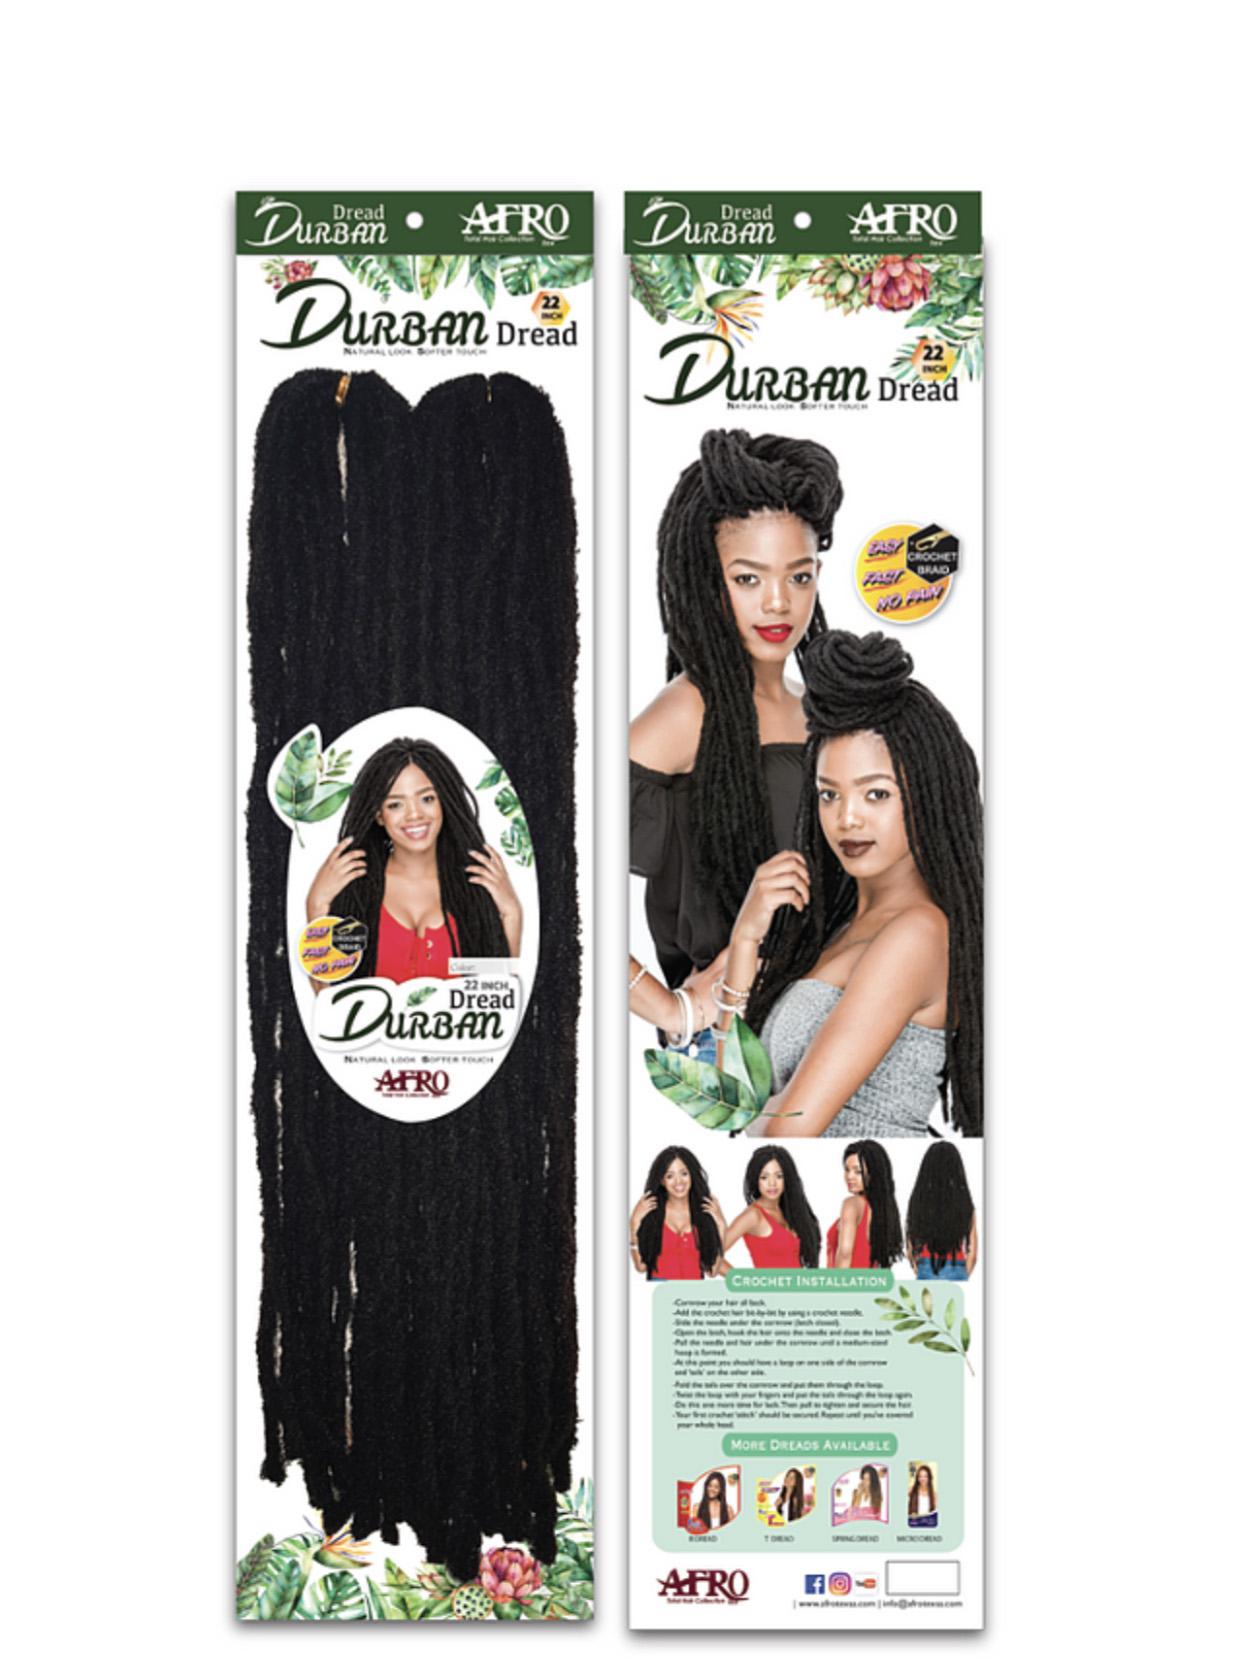 Dread
DURBAN
AFRO
Total Hair Collection
DURBAN Dread
22
INCH
NATURAL LOOK SOFTER TOUCH
EASY
FAST
NO PAIN
CROCHET
BRAID
Colour:
22 INCH
Dread
DURBAN
NATURAL LOOK SOFTER TOUCH
AFRO
Dread
DURBAN
AFRO
Total Hair Collection
22
INCH
DURBAN Dread
NATURAL LOOK SOFTER TOUCH
EASY
FAST
NO PAIN
CROCHET
BRAID
CROCHET INSTALLATION
-Cornrow your hair all back.
-Add the crochet hair bit-by-bit by using a crochet needle.
-Slide the needle under the cornrow (latch closed).
-Open the latch, hook the hair onto the needle and close the latch.
-Pull the needle and hair under the cornrow until a medium-sized
hoop is formed.
-At this point you should have a loop on one side of the cornrow
and 'tails' on the other side.
-Fold the tails over the cornrow and put them through the loop.
-Twist the loop with your fingers and put the tails through the loop again.
-Do this one more time for luck. Then pull to tighten and secure the hair
-Your first crochet 'stitch' should be secured. Repeat until you've covered
your whole head.
MORE DREADS AVAILABLE
T DREAD
SPRING DREAD
MICRO DREAD
AFRO
Total Hair Collection
| www.afrotexas.com | info@afrotexas.com